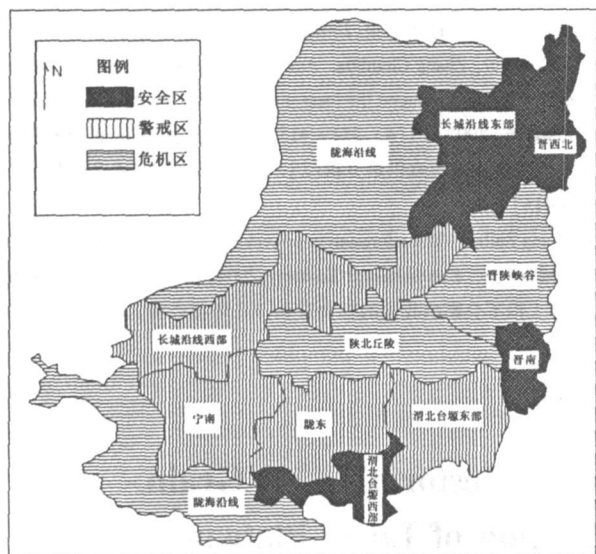 N
图例
安全区
警戒区
危机区
长城沿线东部
晋西北
陇海沿线
晋陕峡谷
长城沿线西部
陕北丘陵
晋南
宁南
陇东
渭北台塬东部
渭北台塬西部
陇海沿线